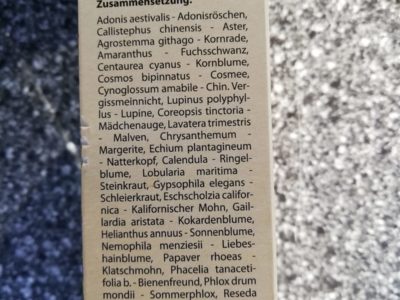 Zusammensetzung:
Adonis aestivalis - Adonisröschen,
Callistephus chinensis - Aster,
Agrostemma githago - Kornrade,
Amaranthus - Fuchsschwanz,
Centaurea cyanus - Kornblume,
Cosmos bipinnatus - Cosmee,
Cynoglossum amabile - Chin. Ver-
gissmeinnicht, Lupinus polyphyl-
lus - Lupine, Coreopsis tinctoria -
Mädchenauge, Lavatera trimestris
- Malven, Chrysanthemum -
Margerite, Echium plantagineum
- Natterkopf, Calendula - Ringel-
blume, Lobularia maritima -
Steinkraut, Gypsophila elegans -
Schleierkraut, Eschscholzia califor-
nica - Kalifornischer Mohn, Gail-
lardia aristata - Kokardenblume,
Helianthus annuus - Sonnenblume,
Nemophila menziesii - Liebes-
hainblume, Papaver rhoeas -
Klatschmohn, Phacelia tanaceti-
folia b. - Bienenfreund, Phlox drum
mondii - Sommerphlox, Reseda